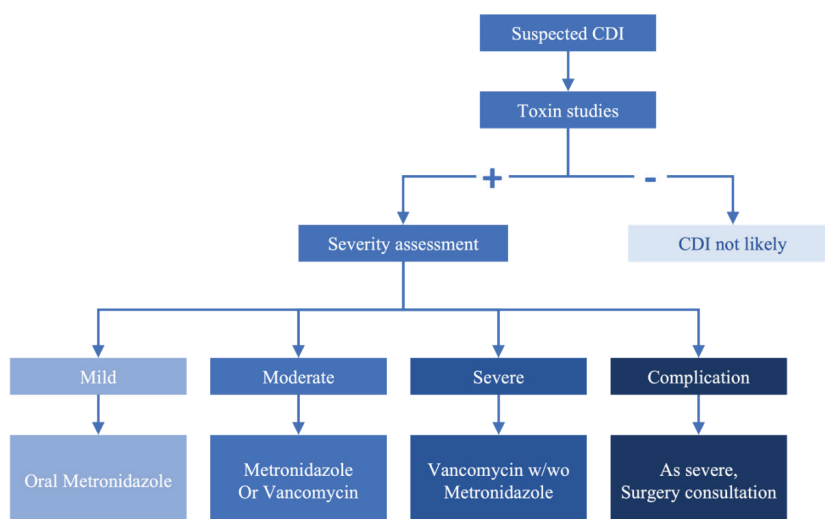 Suspected CDI
Toxin studies
+
-
Severity assessment
CDI not likely
Mild
Moderate
Severe
Complication
Oral Metronidazole
Metronidazole
Or Vancomycin
Vancomycin w/wo
Metronidazole
As severe,
Surgery consultation